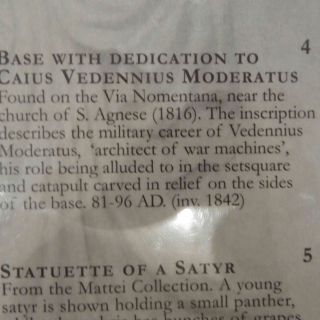 4
BASE WITH DEDICATION TO
CAIUS VEDENNIUS MODERATUS
Found on the Via Nomentana, near the
church of S. Agnese (1816). The inscription
describes the military career of Vedennius
Moderatus, 'architect of war machines',
his role being alluded to in the setsquare
and catapult carved in relief on the sides
of the base. 81-96 AD. (inv. 1842)
5
STATUETTE OF A SATYR
From the Mattei Collection. A young
satyr is shown holding a small panther,
bunches of grapes